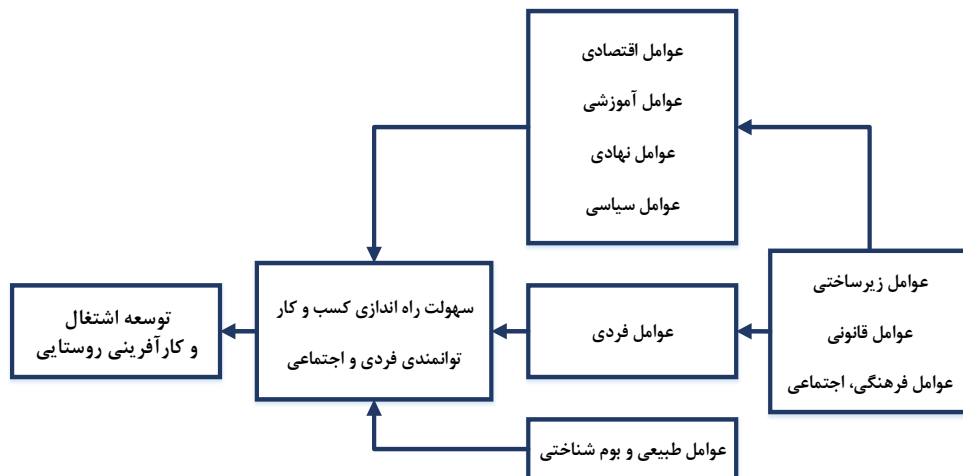 عوامل اقتصادی
عوامل آموزشی
عوامل نهادی
عوامل سیاسی
عوامل زیرساختی
عوامل قانونی
عوامل فرهنگی، اجتماعی
عوامل فردی
سهولت راه اندازی کسب و کار
توانمندی فردی و اجتماعی
توسعه اشتغال
و کارآفرینی روستایی
عوامل طبیعی و بوم شناختی